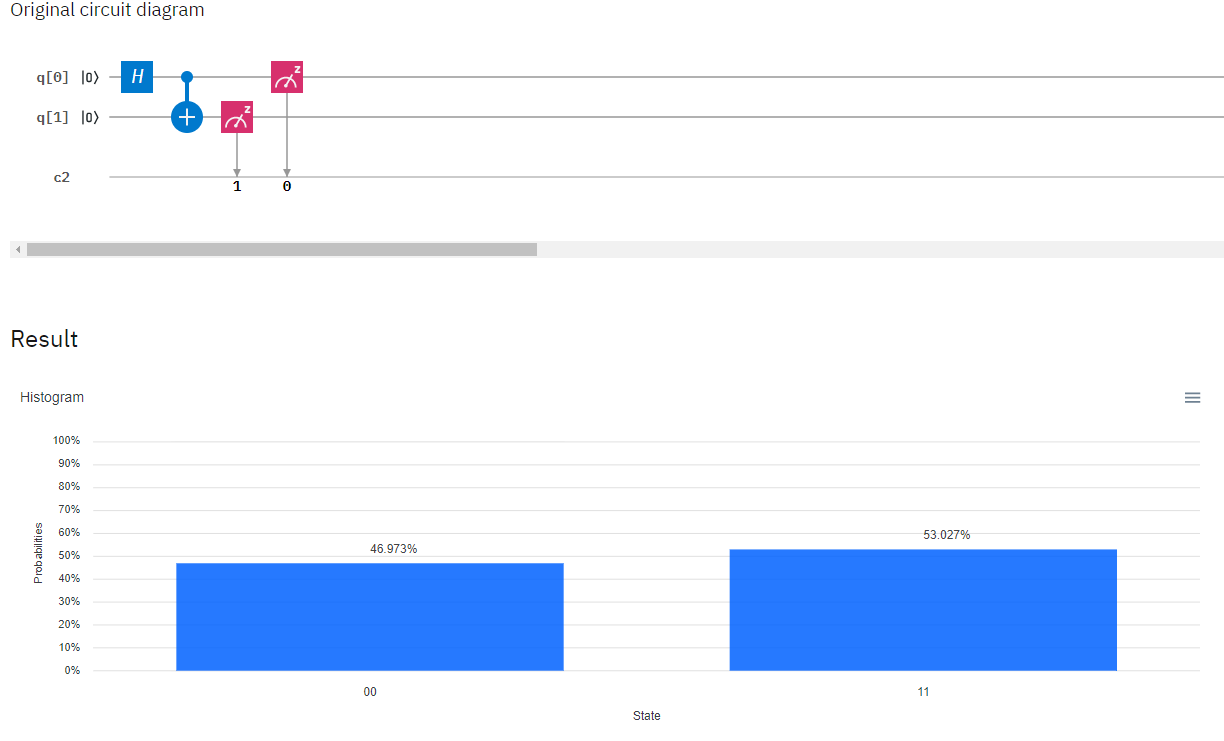 Original circuit diagram
q[0] |0⟩ H z
q[1] |0⟩ z
c2
1 0
Result
Histogram
100%
90%
80%
70%
60%
50%
40%
30%
20%
10%
0%
Probabilities
46.973%
53.027%
00 11
State